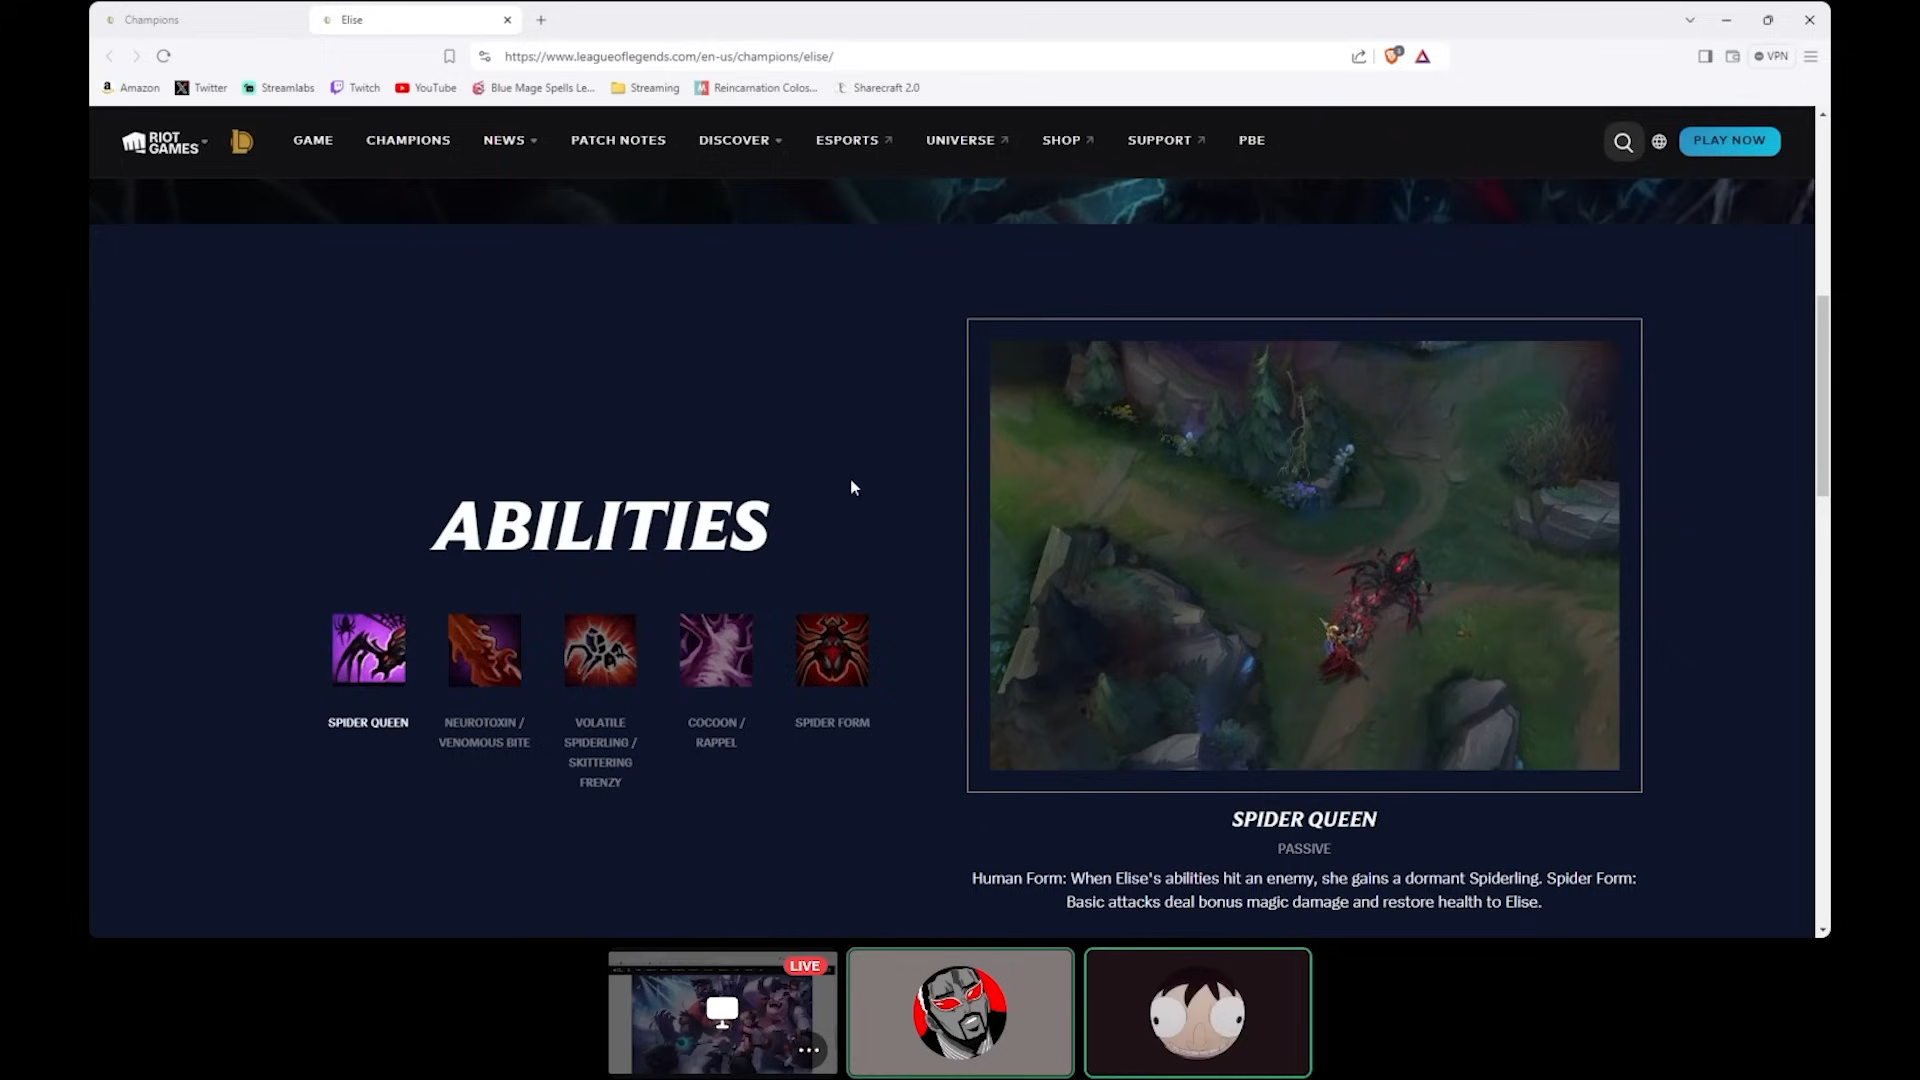 Champions
Elise
https://www.leagueoflegends.com/en-us/champions/elise/
VPN
Amazon
Twitter
Streamlabs
Twitch
YouTube
Blue Mage Spells Le...
Streaming
Reincarnation Colos...
Sharecraft 2.0
RIOT
GAMES
GAME
CHAMPIONS
NEWS
PATCH NOTES
DISCOVER
ESPORTS
UNIVERSE
SHOP
SUPPORT
PBE
PLAY NOW
ABILITIES
SPIDER QUEEN
NEUROTOXIN /
VENOMOUS BITE
VOLATILE
SPIDERLING /
SKITTERING
FRENZY
COCOON /
RAPPEL
SPIDER FORM
SPIDER QUEEN
PASSIVE
Human Form: When Elise's abilities hit an enemy, she gains a dormant Spiderling. Spider Form:
Basic attacks deal bonus magic damage and restore health to Elise.
LIVE